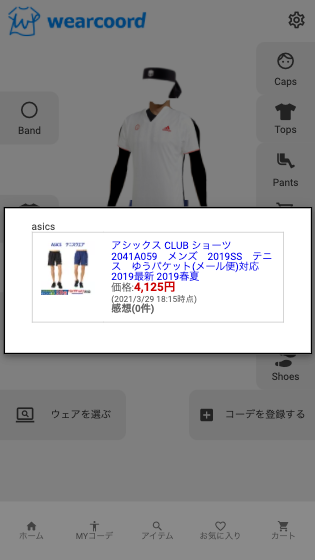 wearcoord
Caps
Band
Tops
Pants
asics
ASICS テニスウェア
アシックス CLUB ショーツ
2041A059 メンズ 2019SS テニ
ス ゆうパケット(メール便)対応
2019最新 2019春夏
価格:4,125円
(2021/3/29 18:15時点)
感想(0件)
Shoes
ウェアを選ぶ
コーデを登録する
ホーム
MYコーデ
アイテム
お気に入り
カート